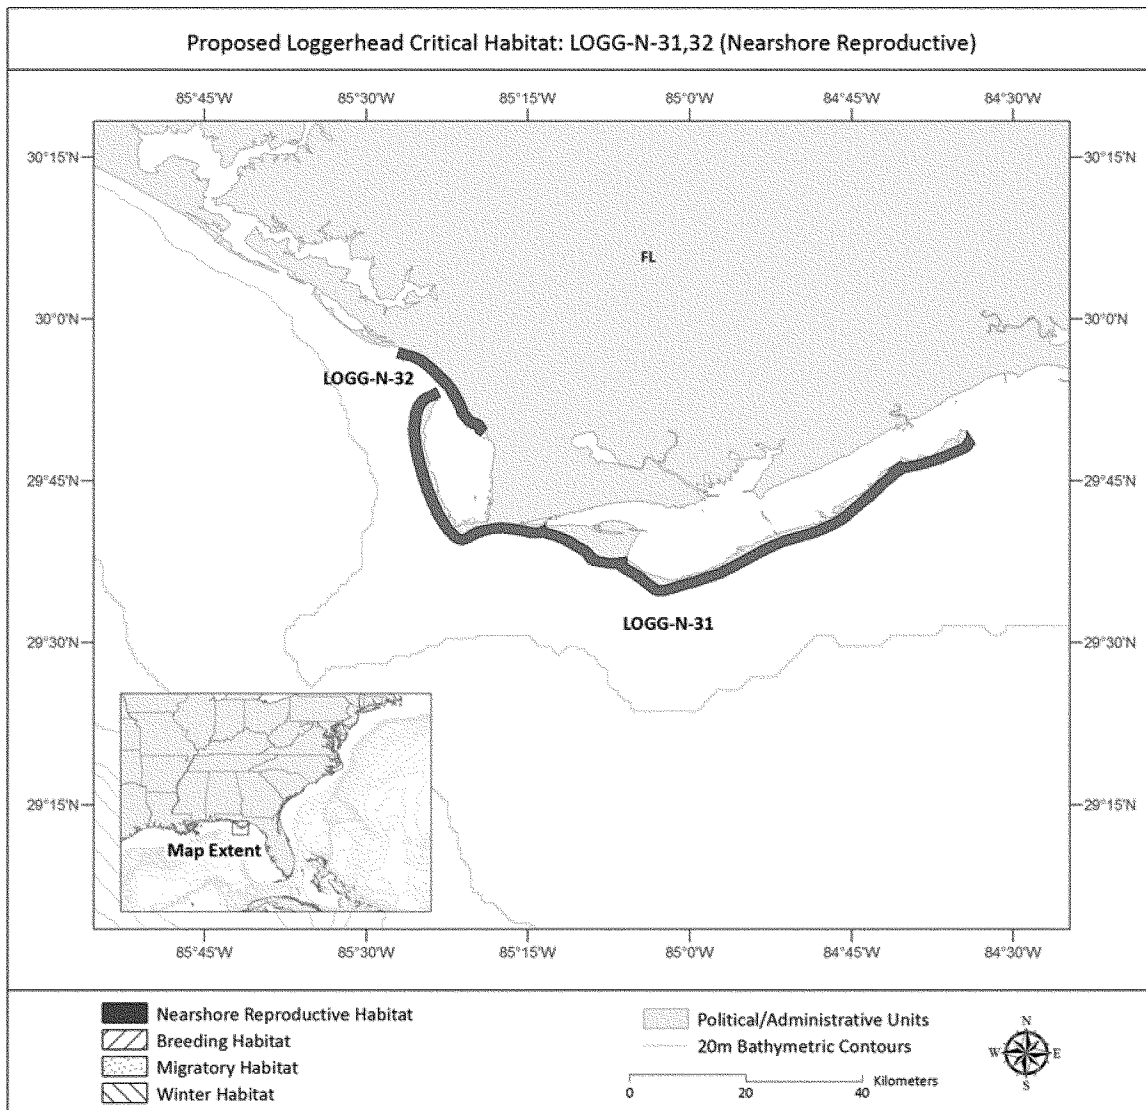 Proposed Loggerhead Critical Habitat: LOGG-N-31,32 (Nearshore Reproductive)
85°45'W 85°30'W 85°15'W 85°0'W 84°45'W 84°30'W
30°15'N 30°15'N
FL
30°0'N 30°0'N
LOGG-N-32
29°45'N 29°45'N
LOGG-N-31
29°30'N 29°30'N
29°15'N 29°15'N
Map Extent
85°45'W 85°30'W 85°15'W 85°0'W 84°45'W 84°30'W
Nearshore Reproductive Habitat
Breeding Habitat
Migratory Habitat
Winter Habitat
Political/Administrative Units
20m Bathymetric Contours
Kilometers
0 20 40
N
W E
S